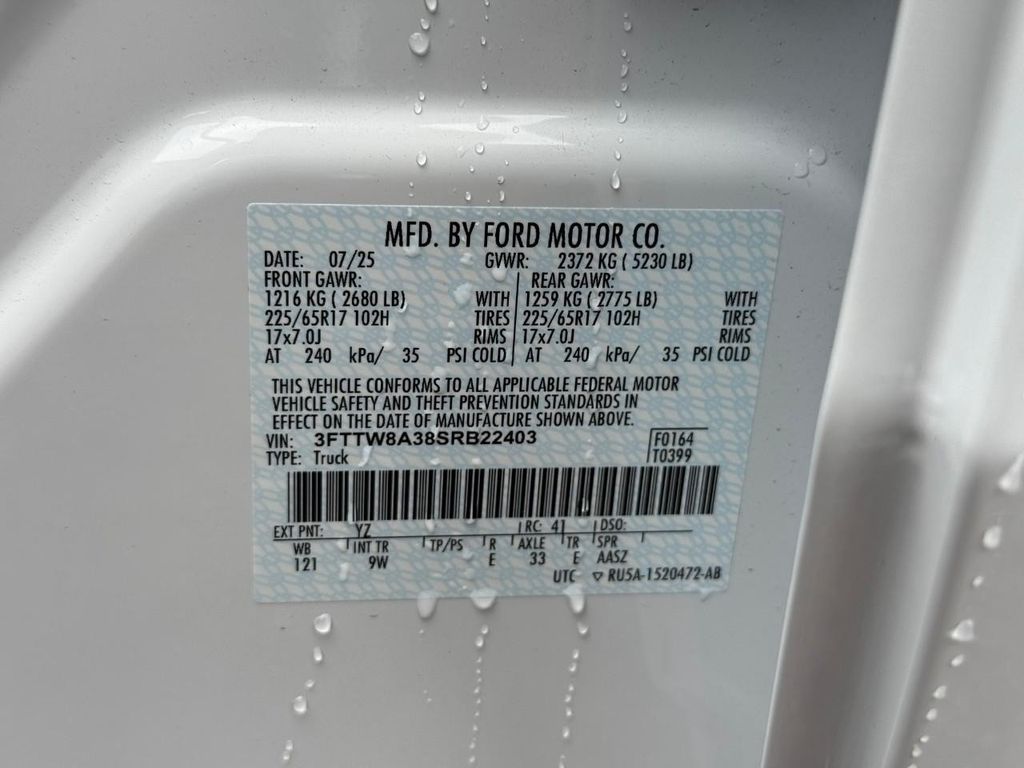 MFD. BY FORD MOTOR CO.
DATE: 07/25 GVWR: 2372 KG ( 5230 LB)
FRONT GAWR: REAR GAWR:
1216 KG ( 2680 LB) WITH 1259 KG ( 2775 LB) WITH
225/65R17 102H TIRES 225/65R17 102H TIRES
17x7.0J RIMS 17x7.0J RIMS
AT 240 kPa/ 35 PSI COLD AT 240 kPa/ 35 PSI COLD
THIS VEHICLE CONFORMS TO ALL APPLICABLE FEDERAL MOTOR
VEHICLE SAFETY AND THEFT PREVENTION STANDARDS IN
EFFECT ON THE DATE OF MANUFACTURE SHOWN ABOVE.
VIN: 3FTTW8A38SRB22403 F0164
TYPE: Truck T0399
EXT PNT: YZ RC: 41 DSO:
WB INT TR TP/PS R AXLE TR SPR
121 9W E 33 E AASZ
UTC ▽ RU5A-1520472-AB